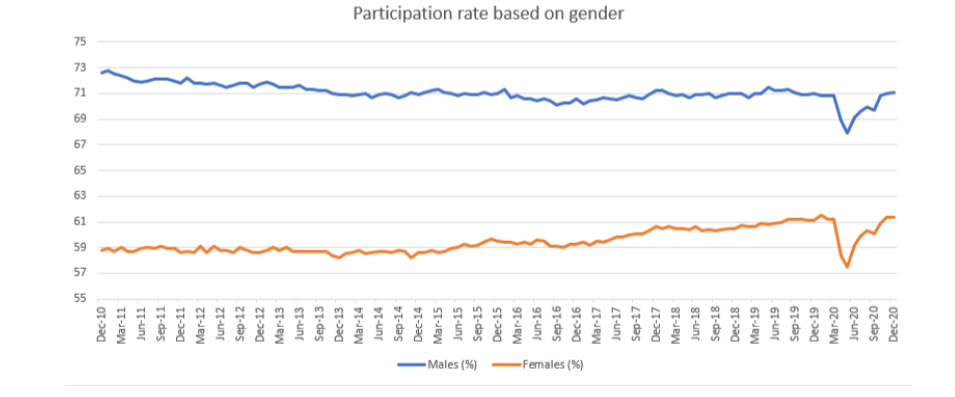 Participation rate based on gender
75
73
71
69
67
65
63
61
59
57
55
Dec-10
Mar-11
Jun-11
Sep-11
Dec-11
Mar-12
Jun-12
Sep-12
Dec-12
Mar-13
Jun-13
Sep-13
Dec-13
Mar-14
Jun-14
Sep-14
Dec-14
Mar-15
Jun-15
Sep-15
Dec-15
Mar-16
Jun-16
Sep-16
Dec-16
Mar-17
Jun-17
Sep-17
Dec-17
Mar-18
Jun-18
Sep-18
Dec-18
Mar-19
Jun-19
Sep-19
Dec-19
Mar-20
Jun-20
Sep-20
Dec-20
Males (%)
Females (%)